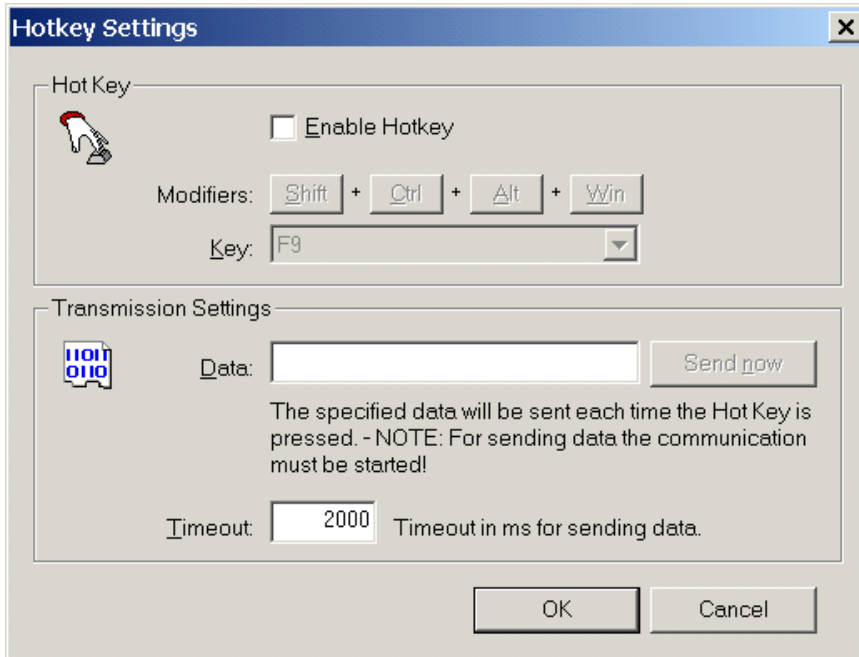 Hotkey Settings
Hot Key
Enable Hotkey
Modifiers: Shift + Ctrl + Alt + Win
Key: F9
Transmission Settings
11011
0110
Data: Send now
The specified data will be sent each time the Hot Key is
pressed. - NOTE: For sending data the communication
must be started!
Timeout: 2000 Timeout in ms for sending data.
OK Cancel